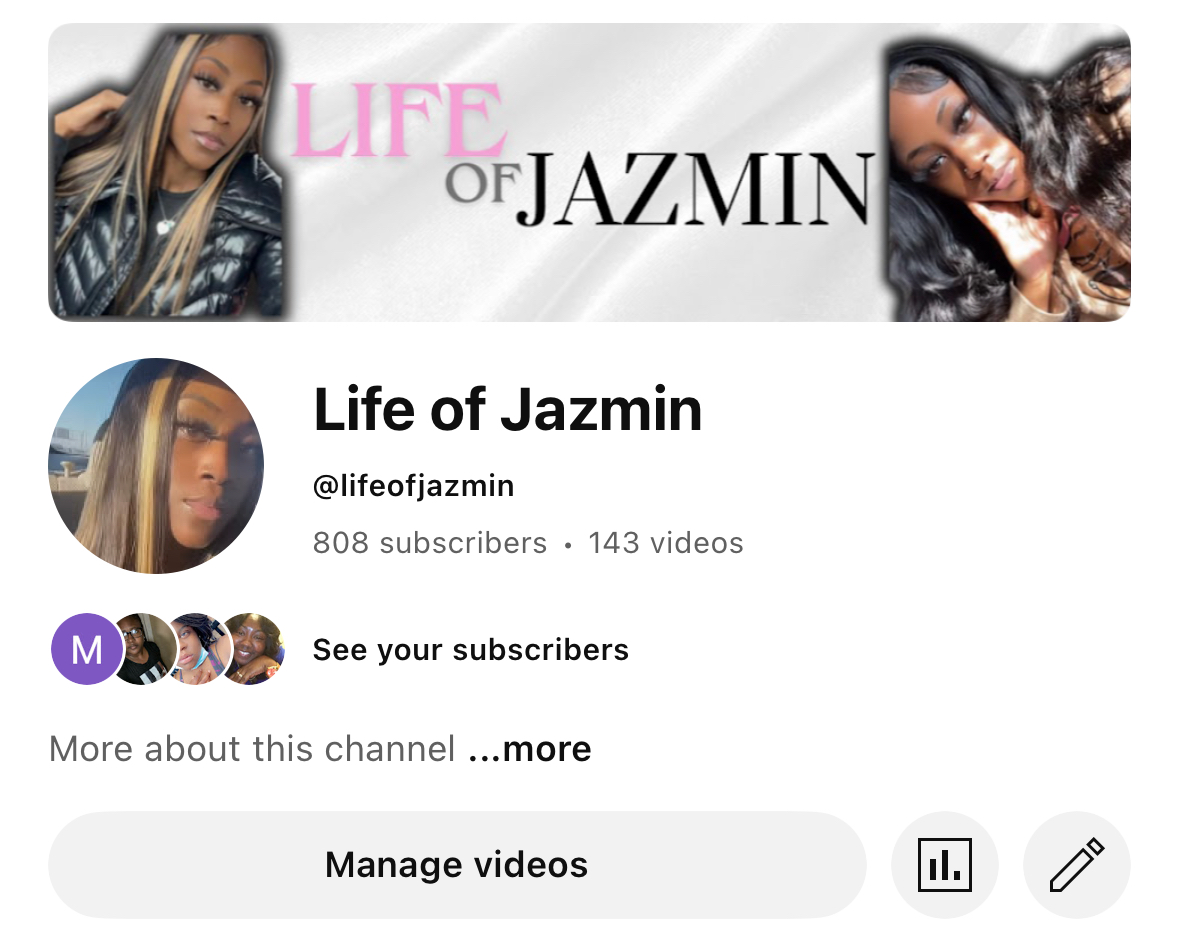 LIFE
OF JAZMIN
Life of Jazmin
@lifeofjazmin
808 subscribers • 143 videos
M
See your subscribers
More about this channel ...more
Manage videos